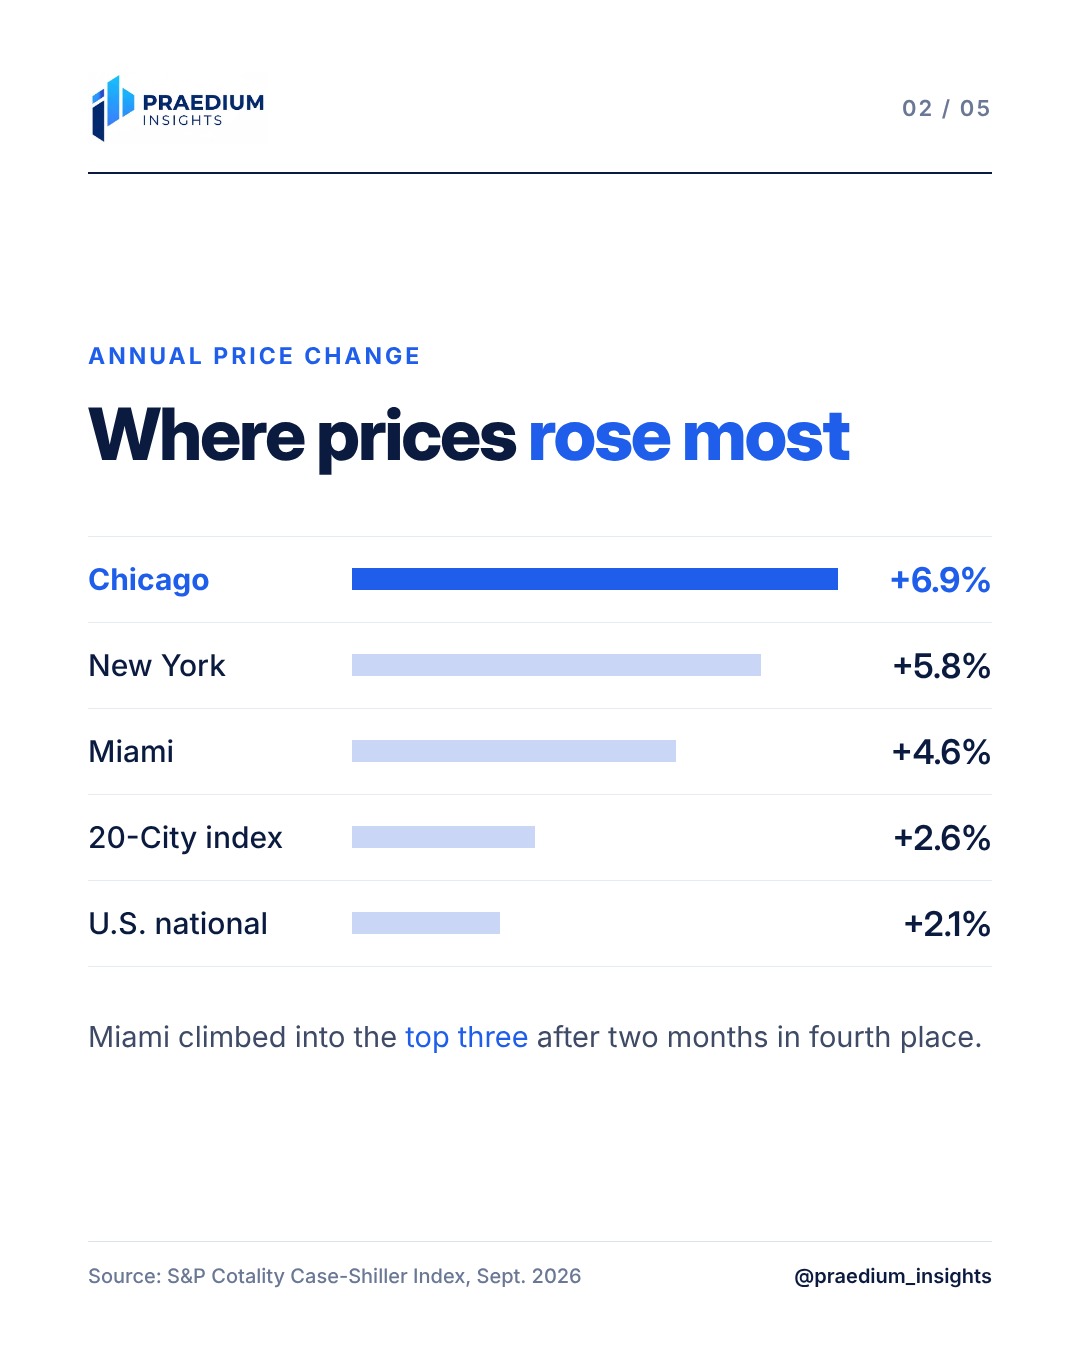 PRAEDIUM
INSIGHTS
02 / 05
ANNUAL PRICE CHANGE
Where prices rose most
Chicago +6.9%
New York +5.8%
Miami +4.6%
20-City index +2.6%
U.S. national +2.1%
Miami climbed into the top three after two months in fourth place.
Source: S&P Cotality Case-Shiller Index, Sept. 2026
@praedium_insights